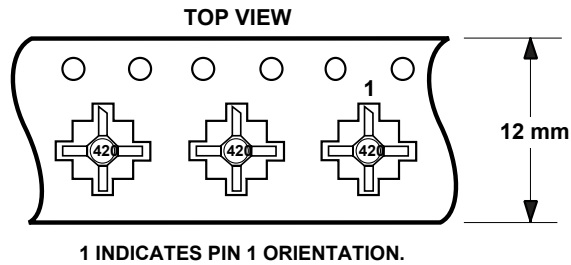 TOP VIEW
1
420 420 420
12 mm
1 INDICATES PIN 1 ORIENTATION.